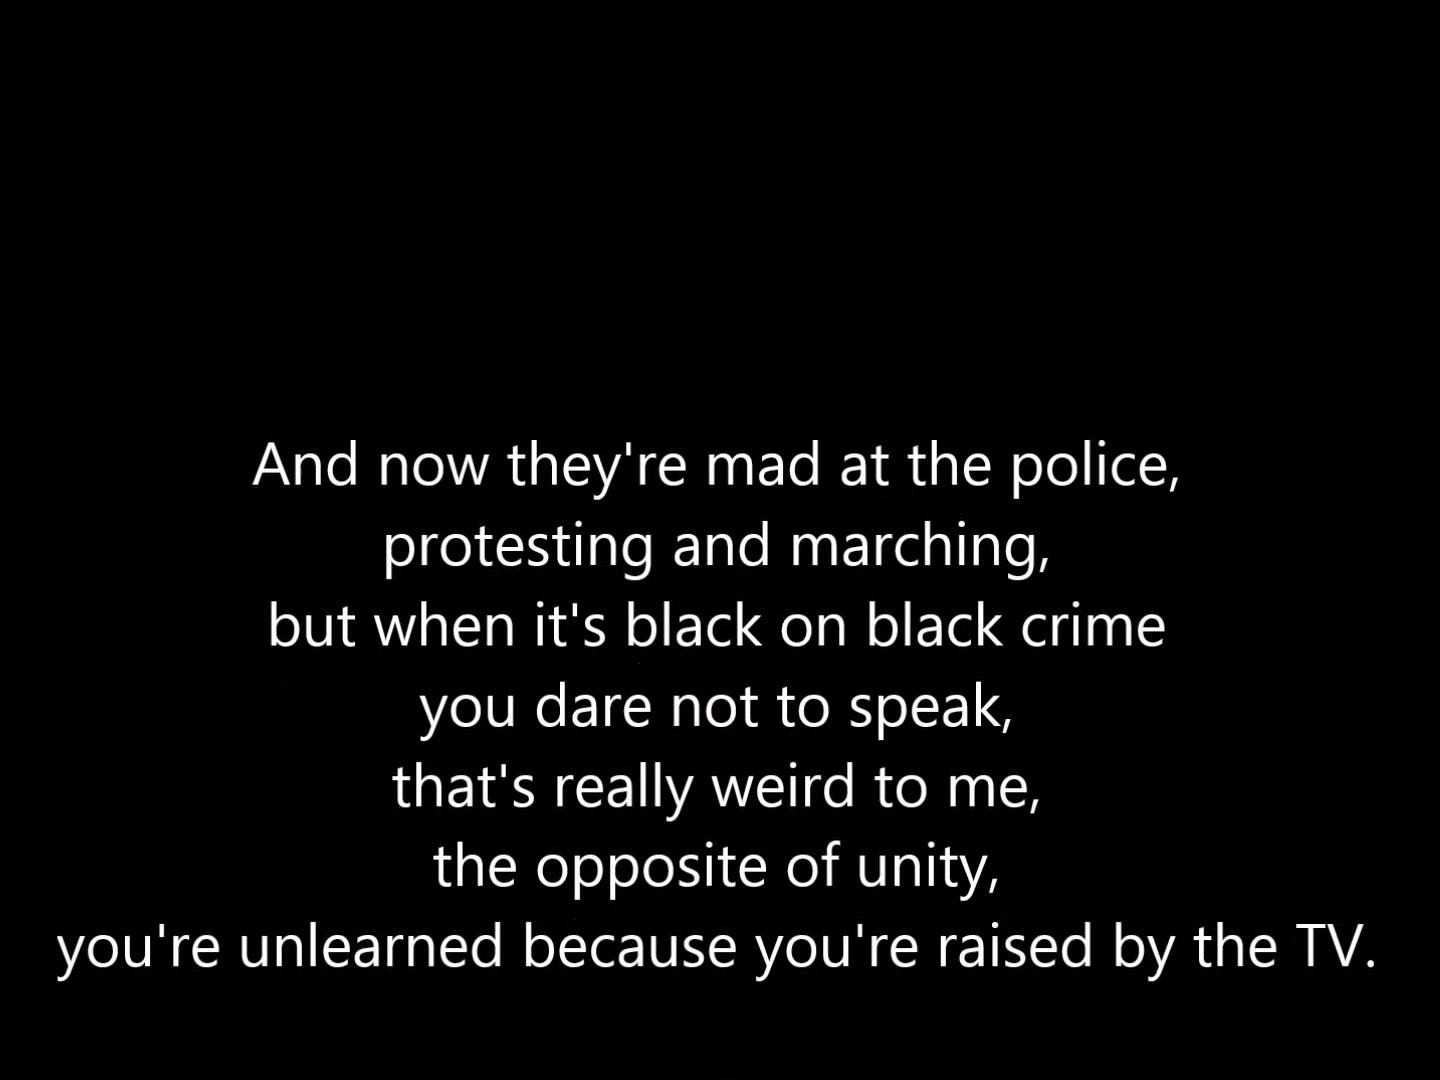 And now they're mad at the police,
protesting and marching,
but when it's black on black crime
you dare not to speak,
that's really weird to me,
the opposite of unity,
you're unlearned because you're raised by the TV.